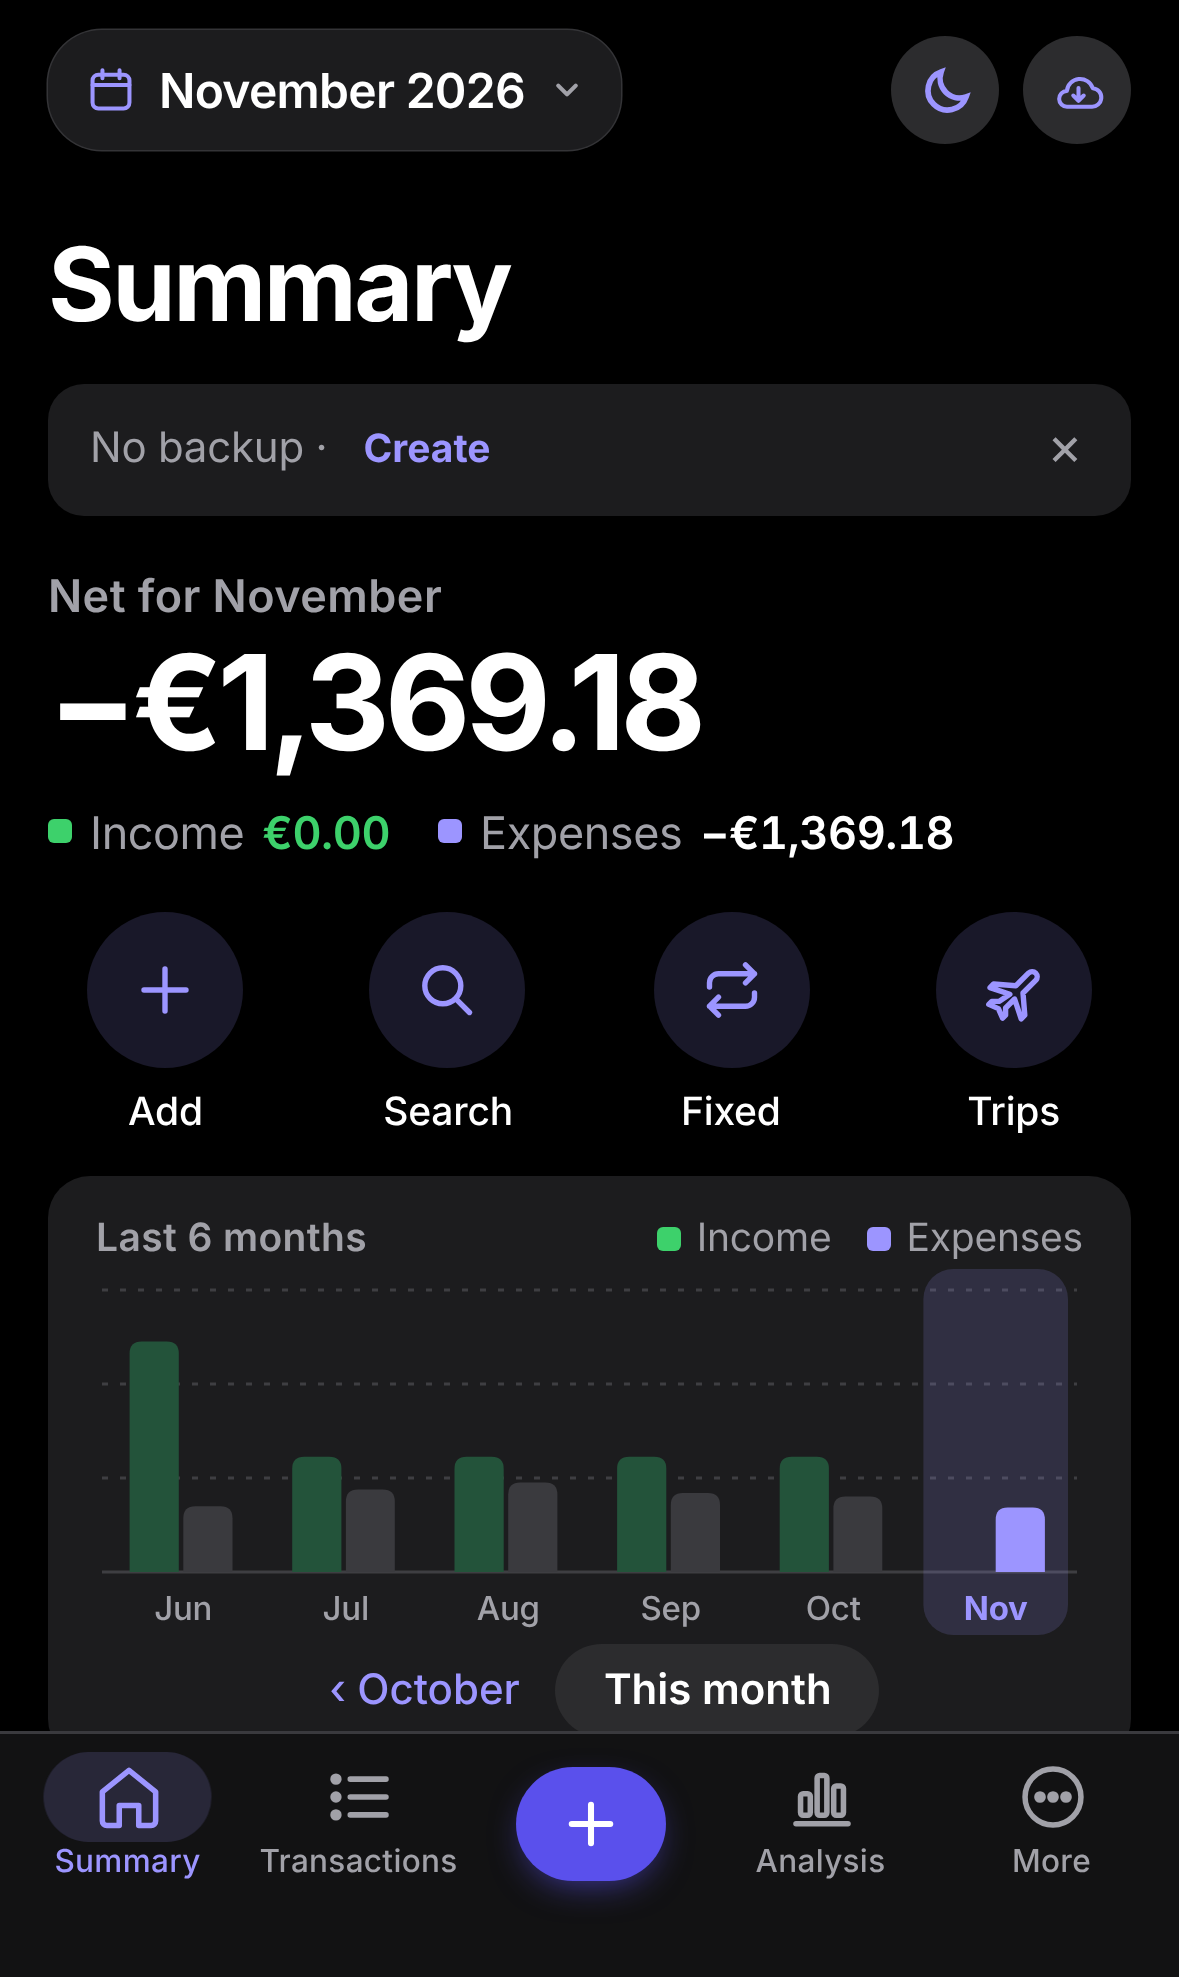 November 2026
Summary
No backup · Create
Net for November
−€1,369.18
Income €0.00 Expenses −€1,369.18
Add Search Fixed Trips
Last 6 months Income Expenses
Jun Jul Aug Sep Oct Nov
‹ October This month
Summary Transactions Analysis More